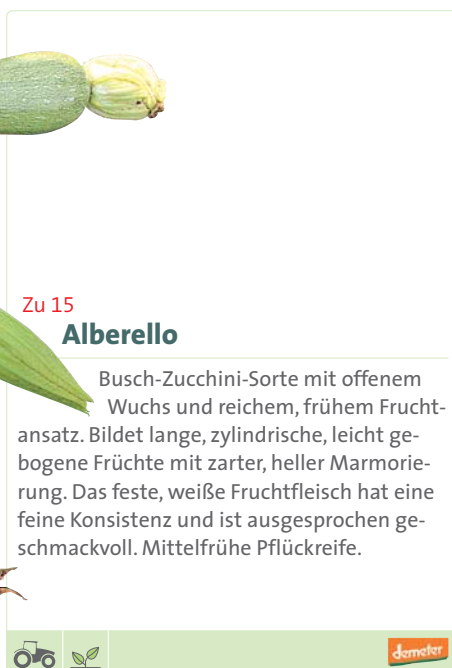 Zu 15
Alberello
Busch-Zucchini-Sorte mit offenem
Wuchs und reichem, frühem Frucht-
ansatz. Bildet lange, zylindrische, leicht ge-
bogene Früchte mit zarter, heller Marmorie-
rung. Das feste, weiße Fruchtfleisch hat eine
feine Konsistenz und ist ausgesprochen ge-
schmackvoll. Mittelfrühe Pflückreife.
demeter